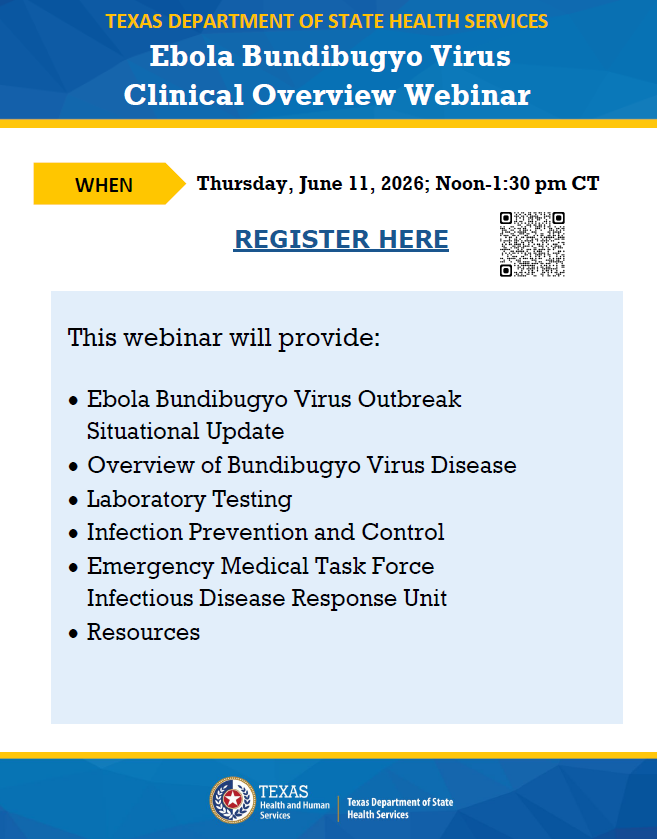 TEXAS DEPARTMENT OF STATE HEALTH SERVICES
Ebola Bundibugyo Virus
Clinical Overview Webinar
WHEN
Thursday, June 11, 2026; Noon-1:30 pm CT
REGISTER HERE
This webinar will provide:
• Ebola Bundibugyo Virus Outbreak
Situational Update
• Overview of Bundibugyo Virus Disease
• Laboratory Testing
• Infection Prevention and Control
• Emergency Medical Task Force
Infectious Disease Response Unit
• Resources
TEXAS
Health and Human
Services
Texas Department of State
Health Services